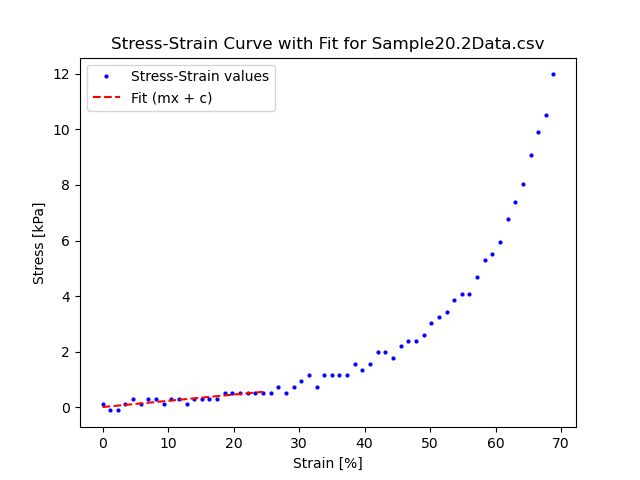 Stress-Strain Curve with Fit for Sample20.2Data.csv
Stress-Strain values
Fit (mx + c)
12
10
8
6
4
2
0
Stress [kPa]
0 10 20 30 40 50 60 70
Strain [%]